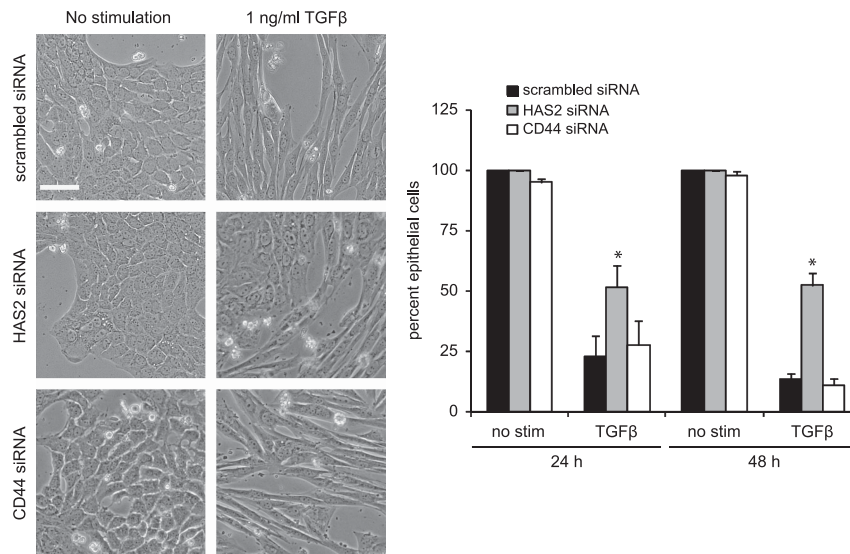 No stimulation
1 ng/ml TGFβ
scrambled siRNA
HAS2 siRNA
CD44 siRNA
scrambled siRNA
HAS2 siRNA
CD44 siRNA
percent epithelial cells
100
75
50
25
0
*
*
no stim
TGFβ
no stim
TGFβ
24 h
48 h